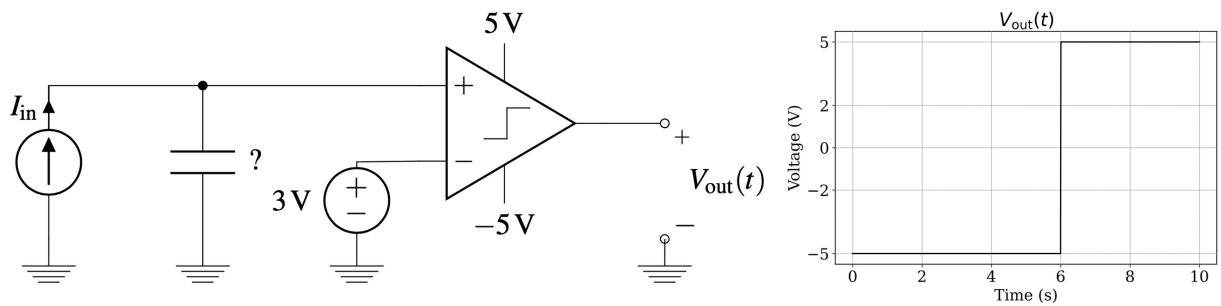 5 V
I_in
+
?
−
+
−
3 V
−5 V
+
V_out(t)
−
V_out(t)
Voltage (V)
5
2
0
−2
−5
0 2 4 6 8 10
Time (s)